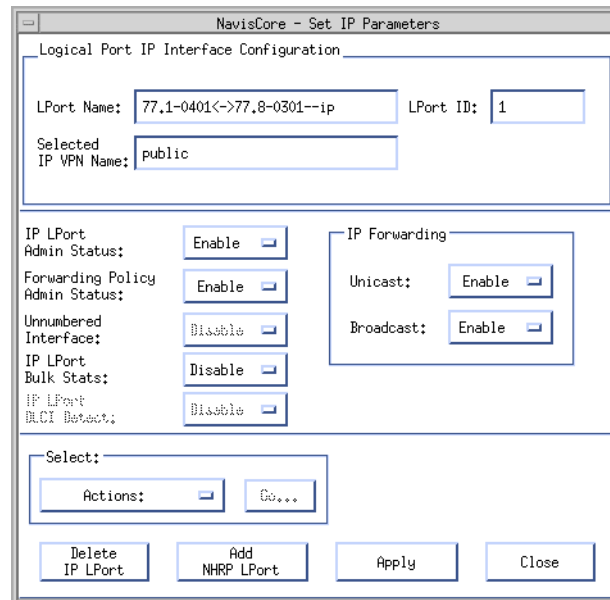 NavisCore - Set IP Parameters
Logical Port IP Interface Configuration
LPort Name: 77.1-0401<->77.8-0301--ip LPort ID: 1
Selected
IP VPN Name: public
IP LPort
Admin Status: Enable
Forwarding Policy
Admin Status: Enable
Unnumbered
Interface: Disable
IP LPort
Bulk Stats: Disable
IP LPort
DLCI Detect: Disable
IP Forwarding
Unicast: Enable
Broadcast: Enable
Select:
Actions: Go...
Delete
IP LPort
Add
NHRP LPort
Apply
Close